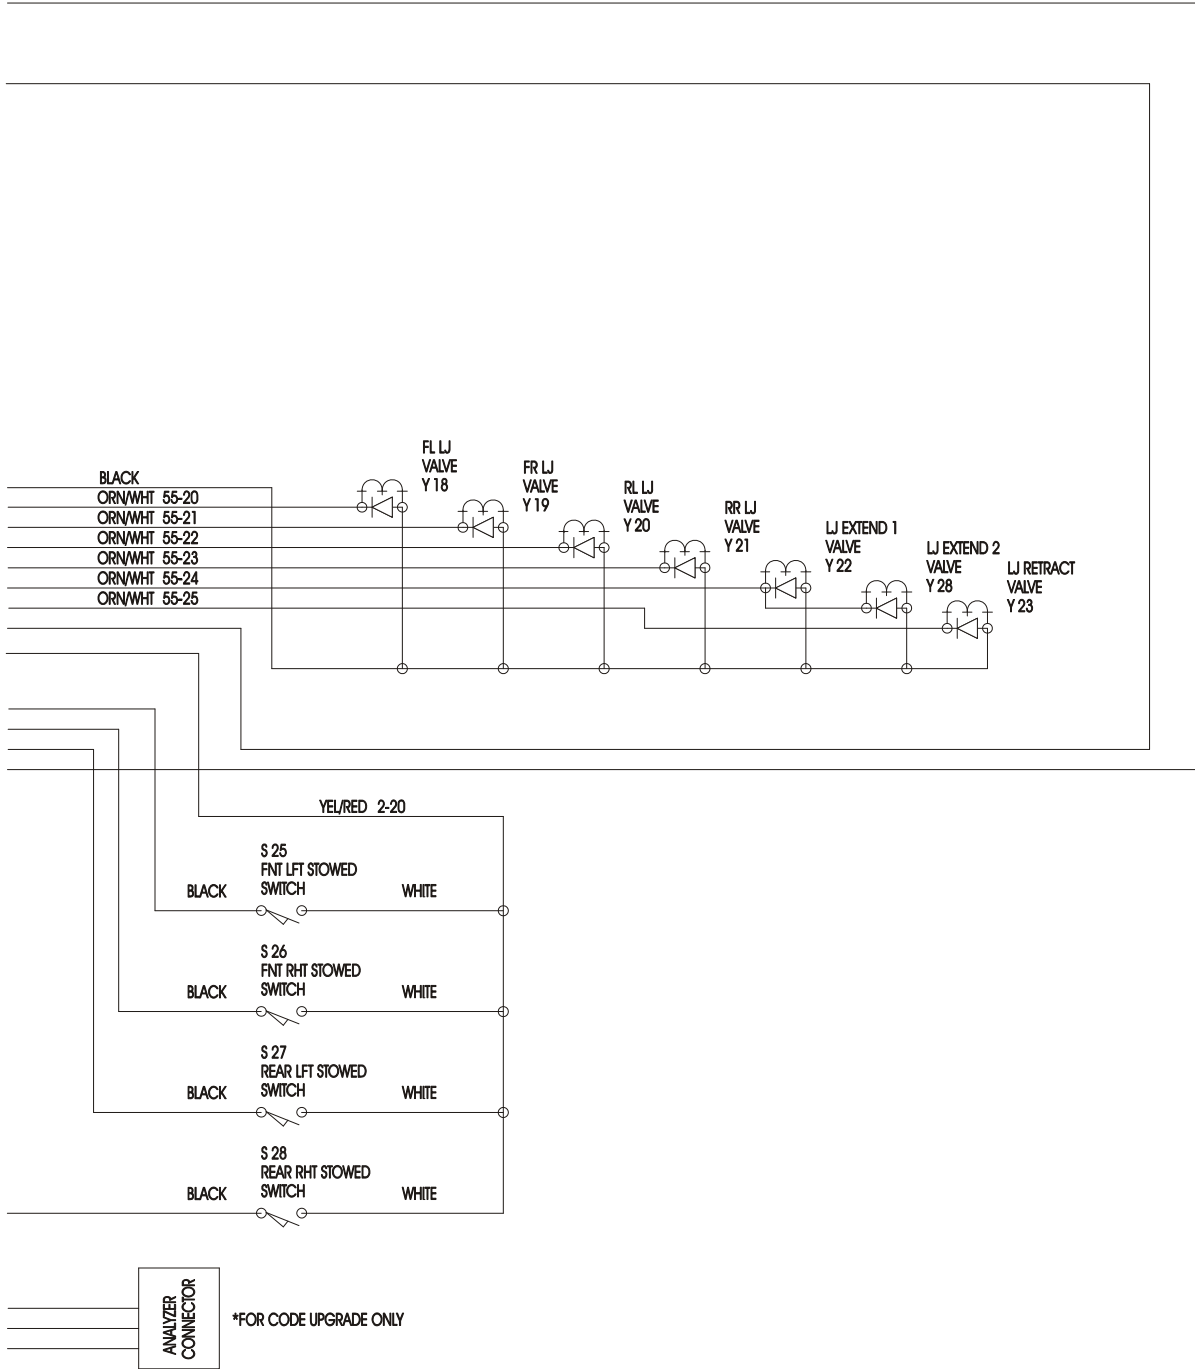 BLACK
ORN/WHT 55-20
ORN/WHT 55-21
ORN/WHT 55-22
ORN/WHT 55-23
ORN/WHT 55-24
ORN/WHT 55-25
FL LJ
VALVE
Y 18
FR LJ
VALVE
Y 19
RL LJ
VALVE
Y 20
RR LJ
VALVE
Y 21
LJ EXTEND 1
VALVE
Y 22
LJ EXTEND 2
VALVE
Y 28
LJ RETRACT
VALVE
Y 23
YEL/RED 2-20
S 25
FNT LFT STOWED
SWITCH
BLACK
WHITE
S 26
FNT RHT STOWED
SWITCH
BLACK
WHITE
S 27
REAR LFT STOWED
SWITCH
BLACK
WHITE
S 28
REAR RHT STOWED
SWITCH
BLACK
WHITE
ANALYZER
CONNECTOR
*FOR CODE UPGRADE ONLY